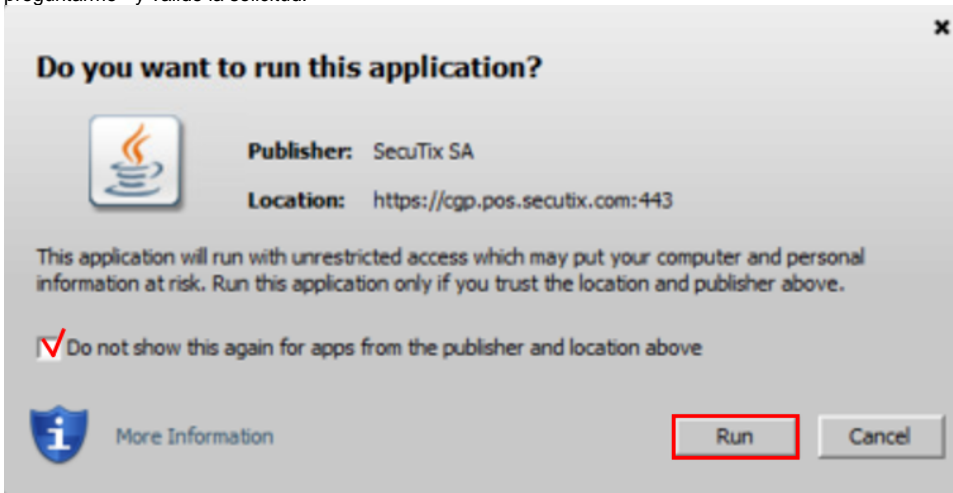 Do you want to run this application?
Publisher: SecuTix SA
Location: https://cgp.pos.secutix.com:443
This application will run with unrestricted access which may put your computer and personal
information at risk. Run this application only if you trust the location and publisher above.
Do not show this again for apps from the publisher and location above
More Information
Run
Cancel